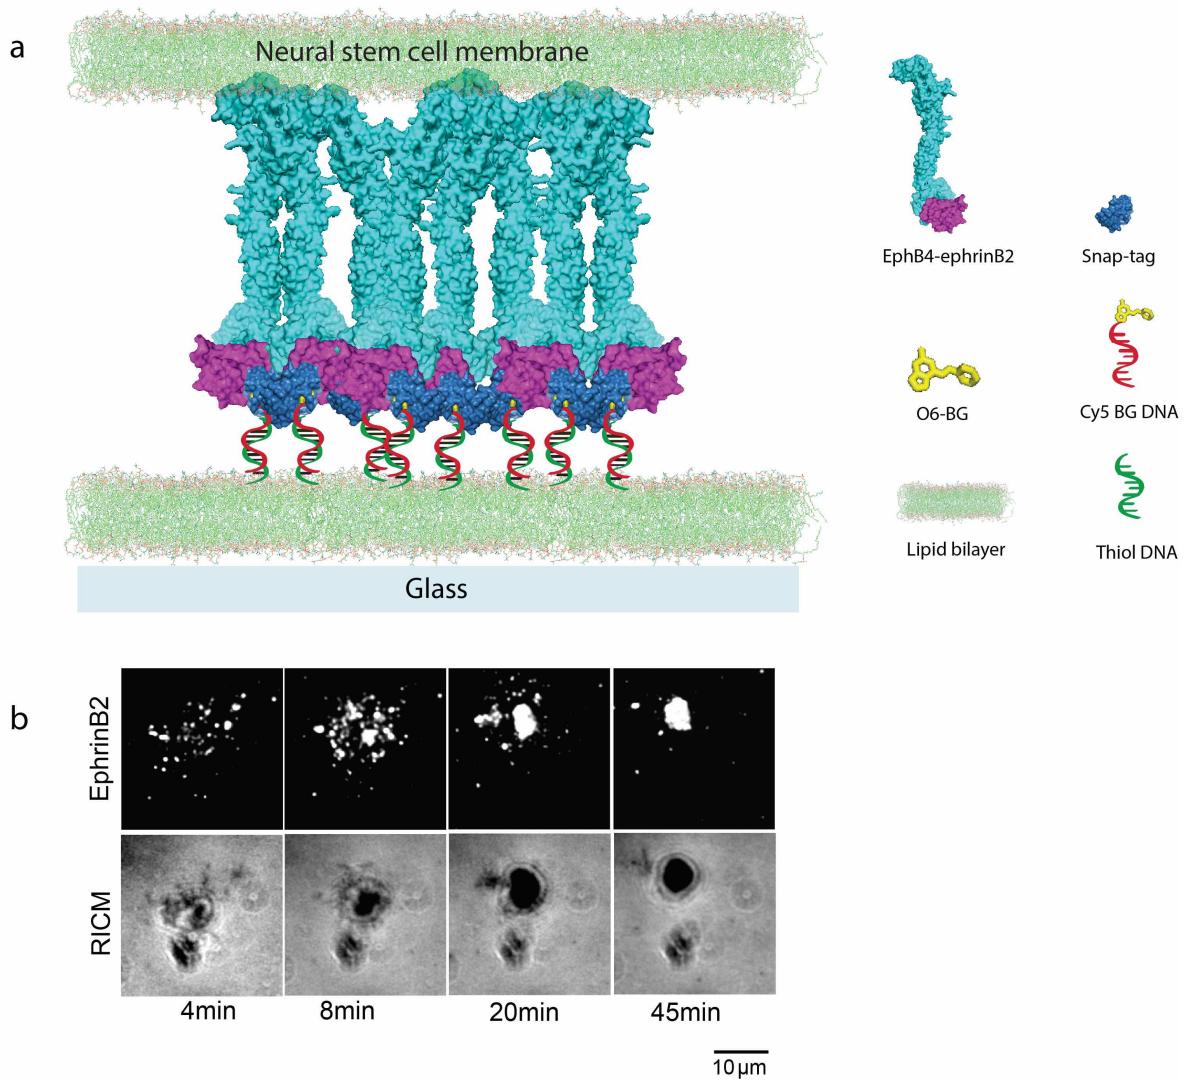 a
Neural stem cell membrane
EphB4-ephrinB2
Snap-tag
O6-BG
Cy5 BG DNA
Lipid bilayer
Thiol DNA
Glass
b
EphrinB2
RICM
4min
8min
20min
45min
10 µm